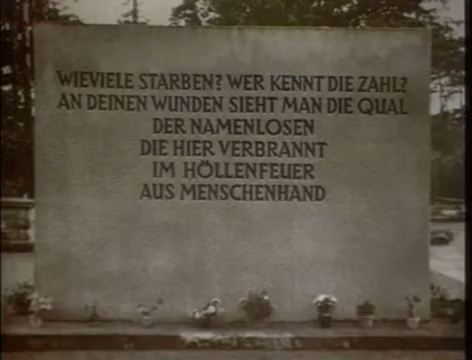 WIEVIELE STARBEN? WER KENNT DIE ZAHL?
AN DEINEN WUNDEN SIEHT MAN DIE QUAL
DER NAMENLOSEN
DIE HIER VERBRANNT
IM HÖLLENFEUER
AUS MENSCHENHAND